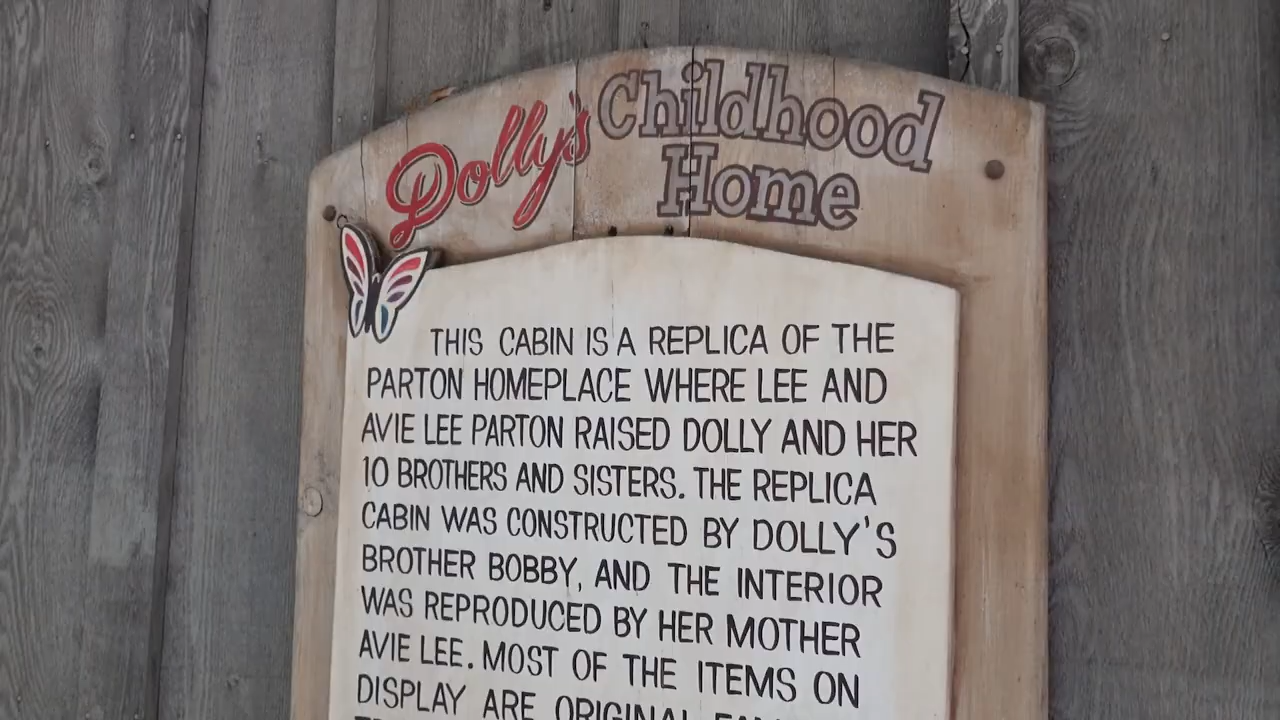 Dolly's Childhood
Home
THIS CABIN IS A REPLICA OF THE
PARTON HOMEPLACE WHERE LEE AND
AVIE LEE PARTON RAISED DOLLY AND HER
10 BROTHERS AND SISTERS. THE REPLICA
CABIN WAS CONSTRUCTED BY DOLLY'S
BROTHER BOBBY, AND THE INTERIOR
WAS REPRODUCED BY HER MOTHER
AVIE LEE. MOST OF THE ITEMS ON
DISPLAY ARE ORIGINAL